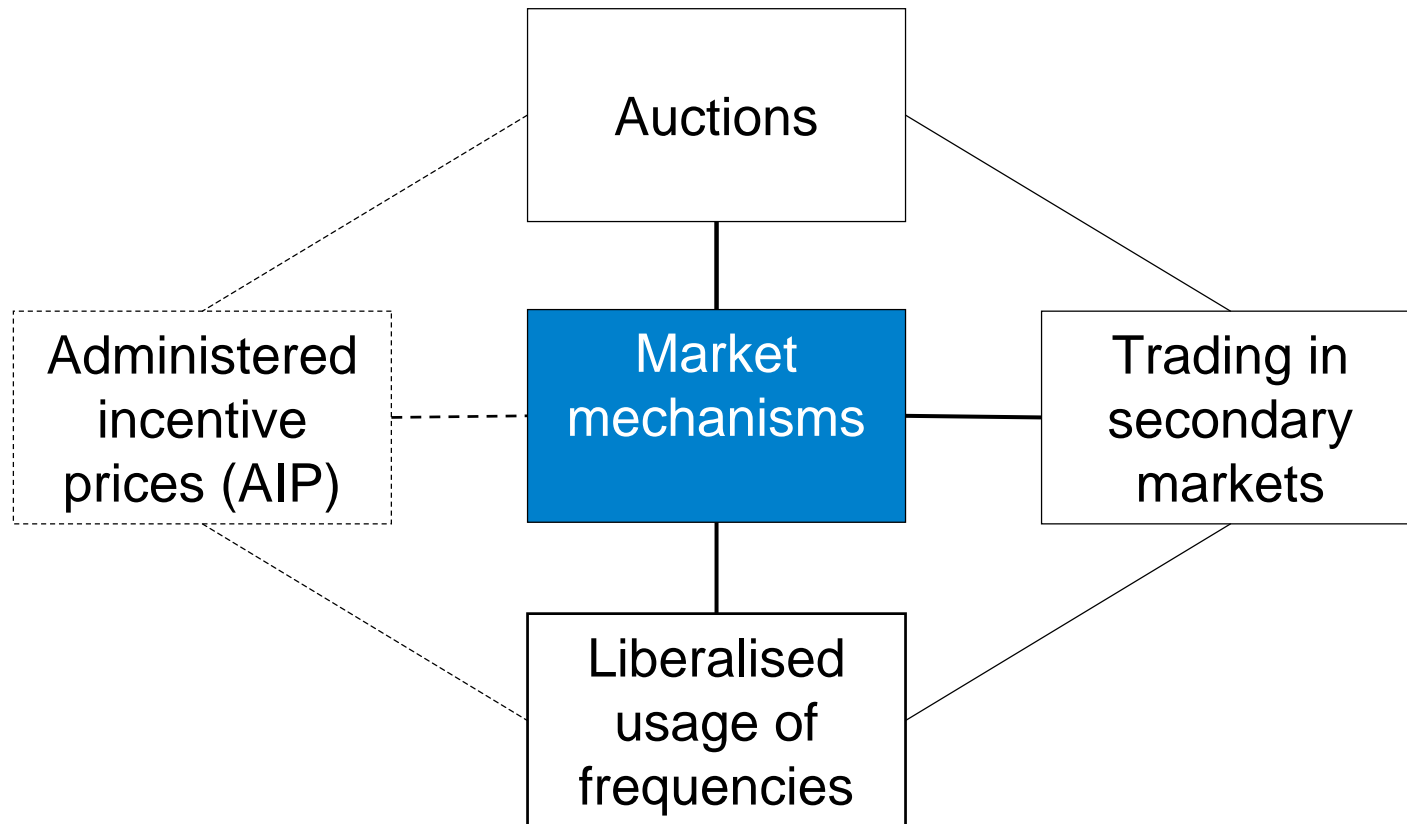 Auctions
Administered
incentive
prices (AIP)
Market
mechanisms
Trading in
secondary
markets
Liberalised
usage of
frequencies